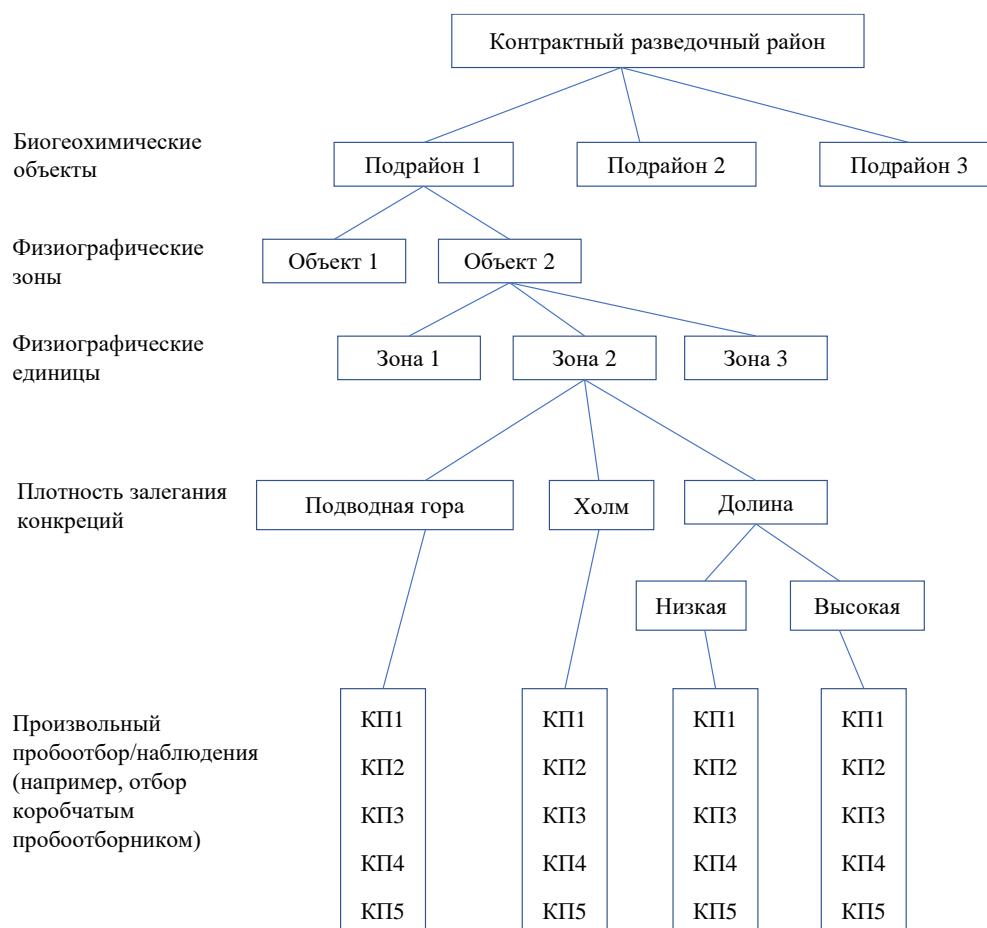 Контрактный разведочный район
Биогеохимические
объекты
Подрайон 1
Подрайон 2
Подрайон 3
Физиографические
зоны
Объект 1
Объект 2
Физиографические
единицы
Зона 1
Зона 2
Зона 3
Плотность залегания
конкреций
Подводная гора
Холм
Долина
Низкая
Высокая
Произвольный
пробоотбор/наблюдения
(например, отбор
коробчатым
пробоотборником)
КП1
КП2
КП3
КП4
КП5
КП1
КП2
КП3
КП4
КП5
КП1
КП2
КП3
КП4
КП5
КП1
КП2
КП3
КП4
КП5